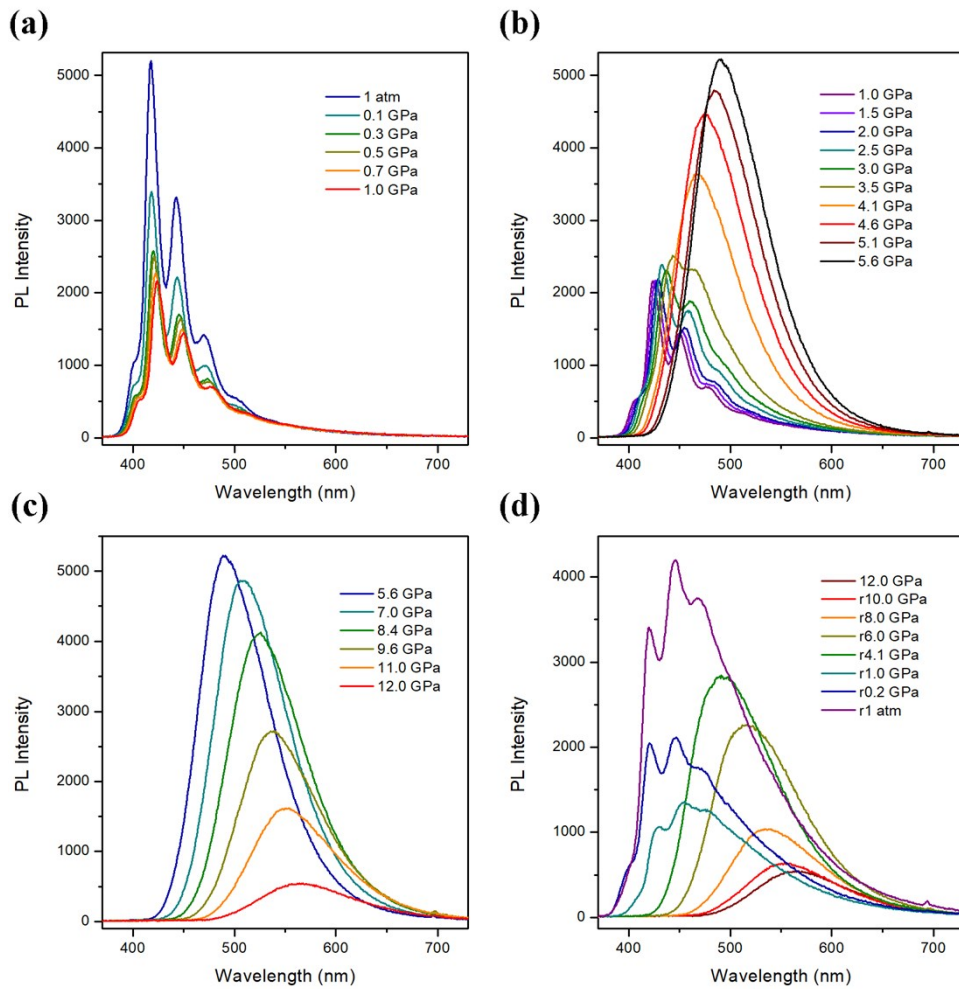 (a)
PL Intensity
5000
4000
3000
2000
1000
0
1 atm
0.1 GPa
0.3 GPa
0.5 GPa
0.7 GPa
1.0 GPa
400 500 600 700
Wavelength (nm)
(b)
PL Intensity
5000
4000
3000
2000
1000
0
1.0 GPa
1.5 GPa
2.0 GPa
2.5 GPa
3.0 GPa
3.5 GPa
4.1 GPa
4.6 GPa
5.1 GPa
5.6 GPa
400 500 600 700
Wavelength (nm)
(c)
PL Intensity
5000
4000
3000
2000
1000
0
5.6 GPa
7.0 GPa
8.4 GPa
9.6 GPa
11.0 GPa
12.0 GPa
400 500 600 700
Wavelength (nm)
(d)
PL Intensity
4000
3000
2000
1000
0
12.0 GPa
r10.0 GPa
r8.0 GPa
r6.0 GPa
r4.1 GPa
r1.0 GPa
r0.2 GPa
r1 atm
400 500 600 700
Wavelength (nm)